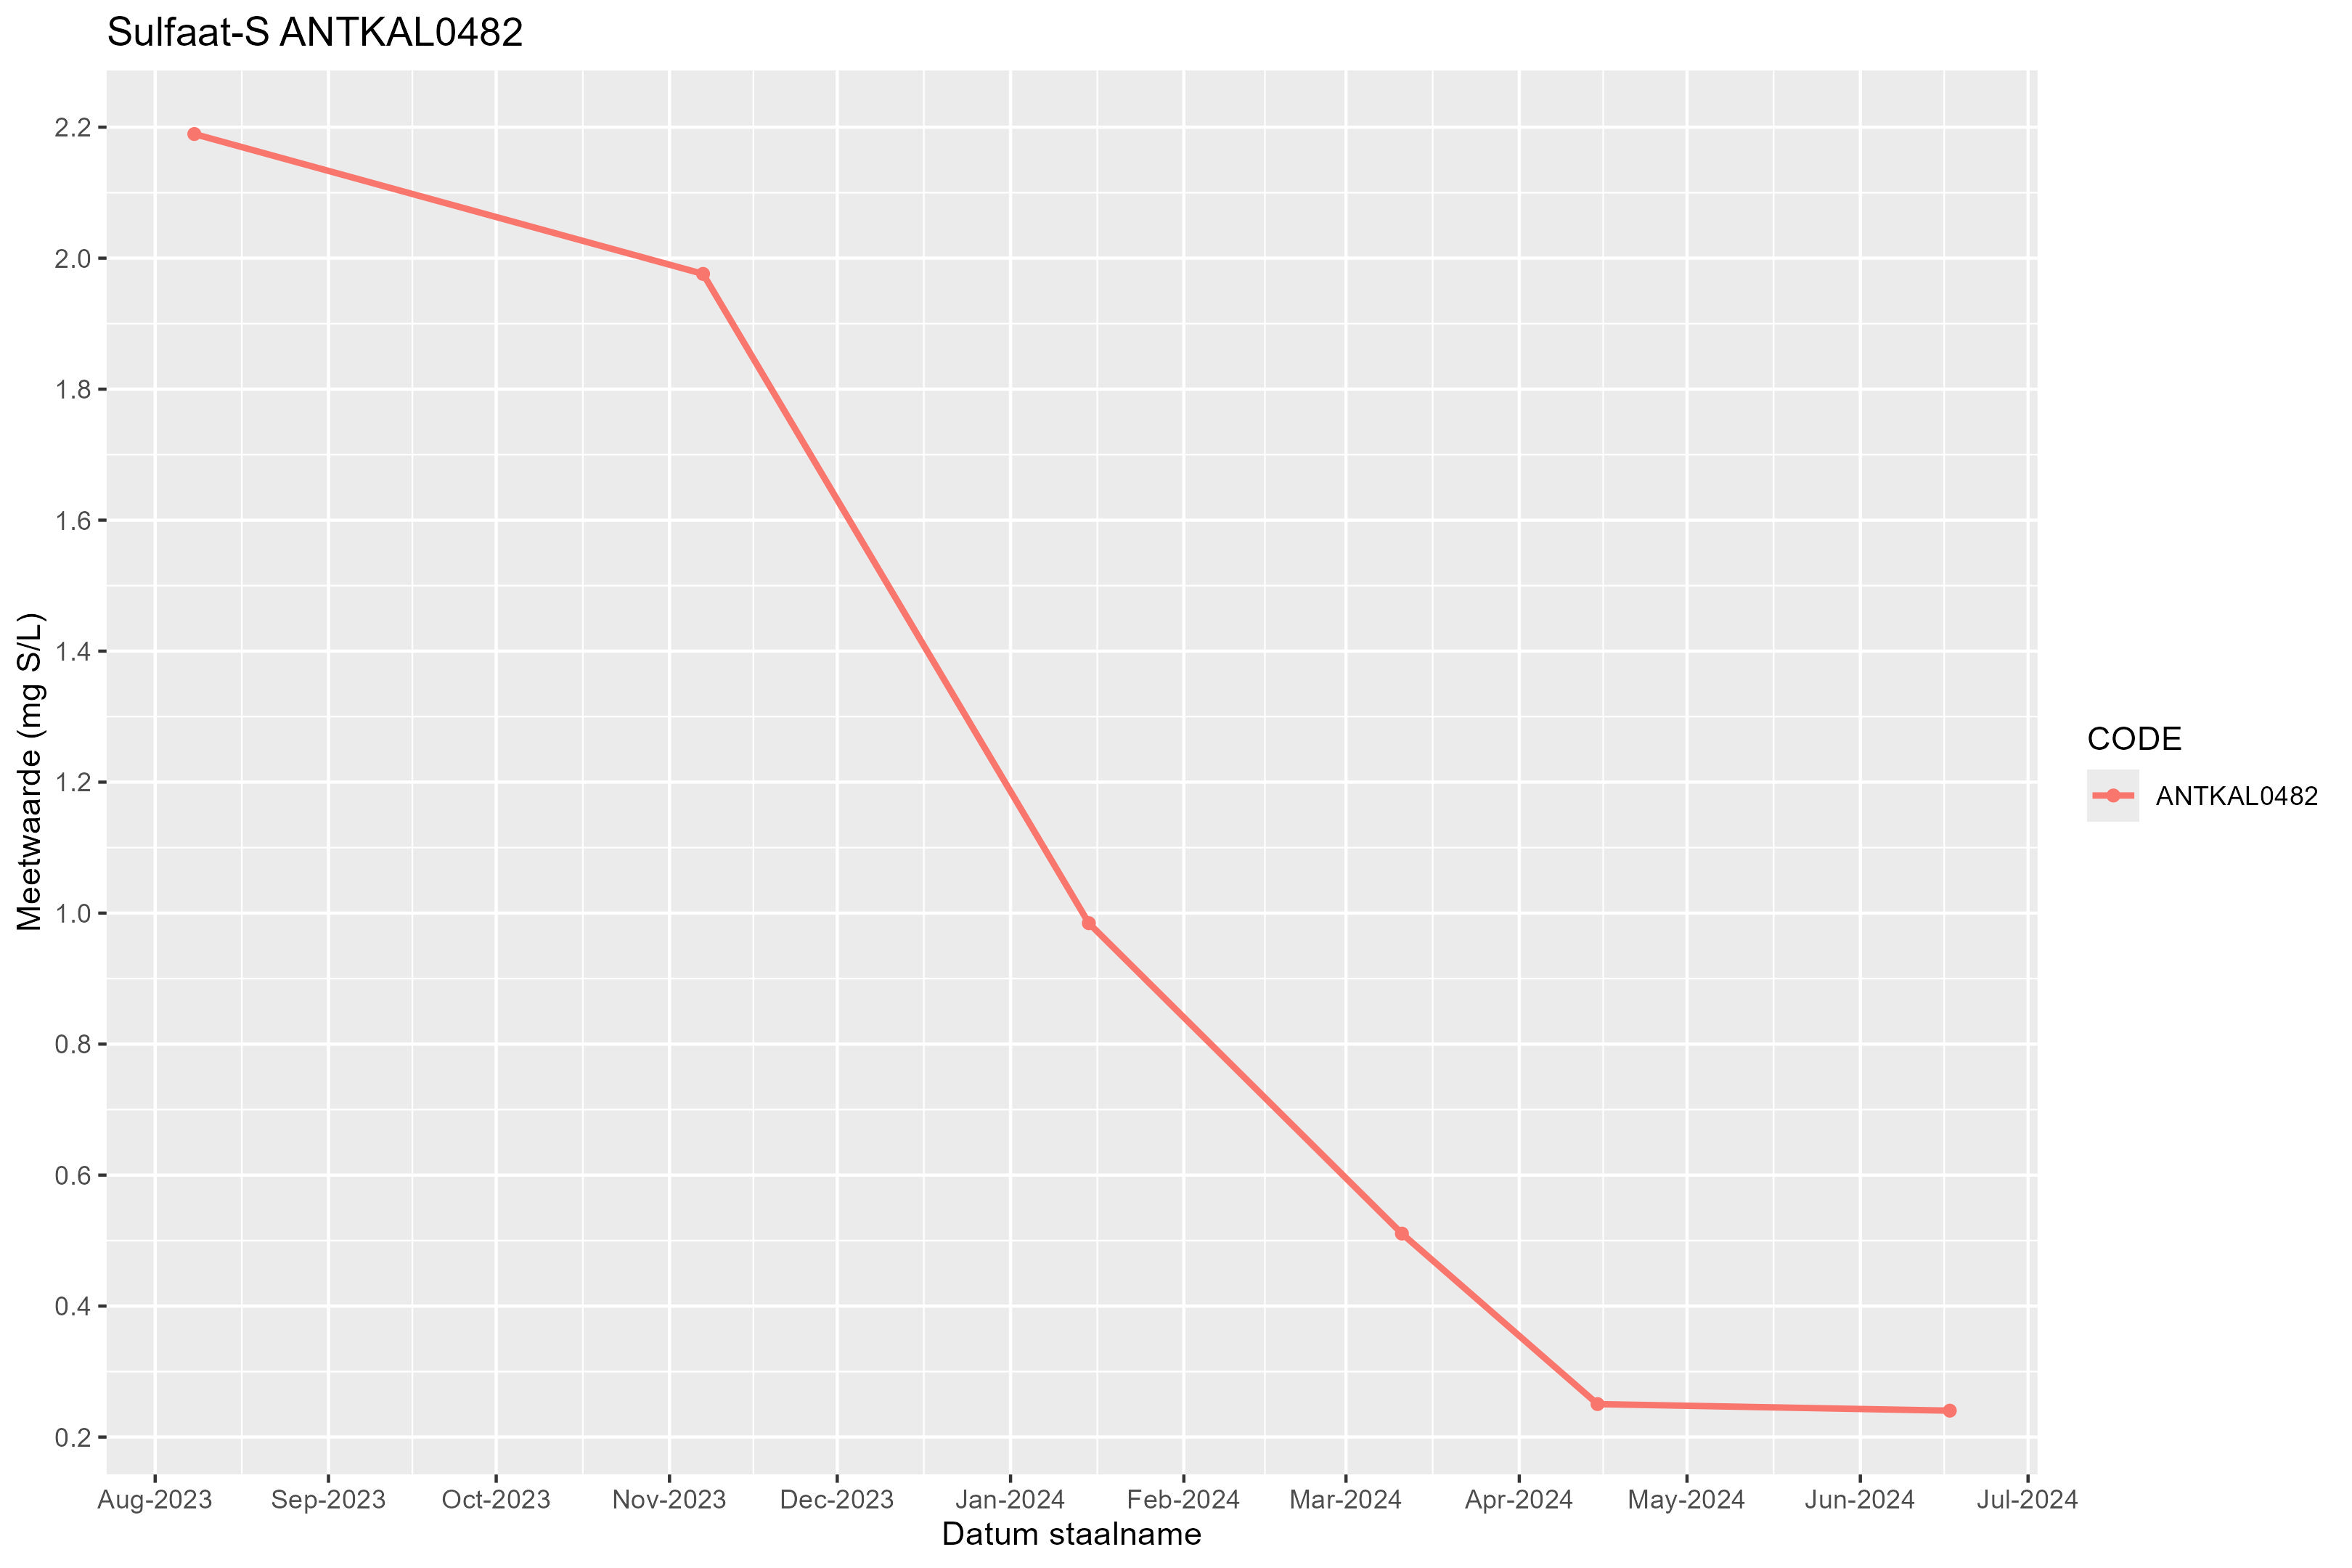 Sulfaat-S ANTKAL0482
Meetwaarde (mg S/L)
2.2
2.0
1.8
1.6
1.4
1.2
1.0
0.8
0.6
0.4
0.2
Aug-2023 Sep-2023 Oct-2023 Nov-2023 Dec-2023 Jan-2024 Feb-2024 Mar-2024 Apr-2024 May-2024 Jun-2024 Jul-2024
Datum staalname
CODE
ANTKAL0482